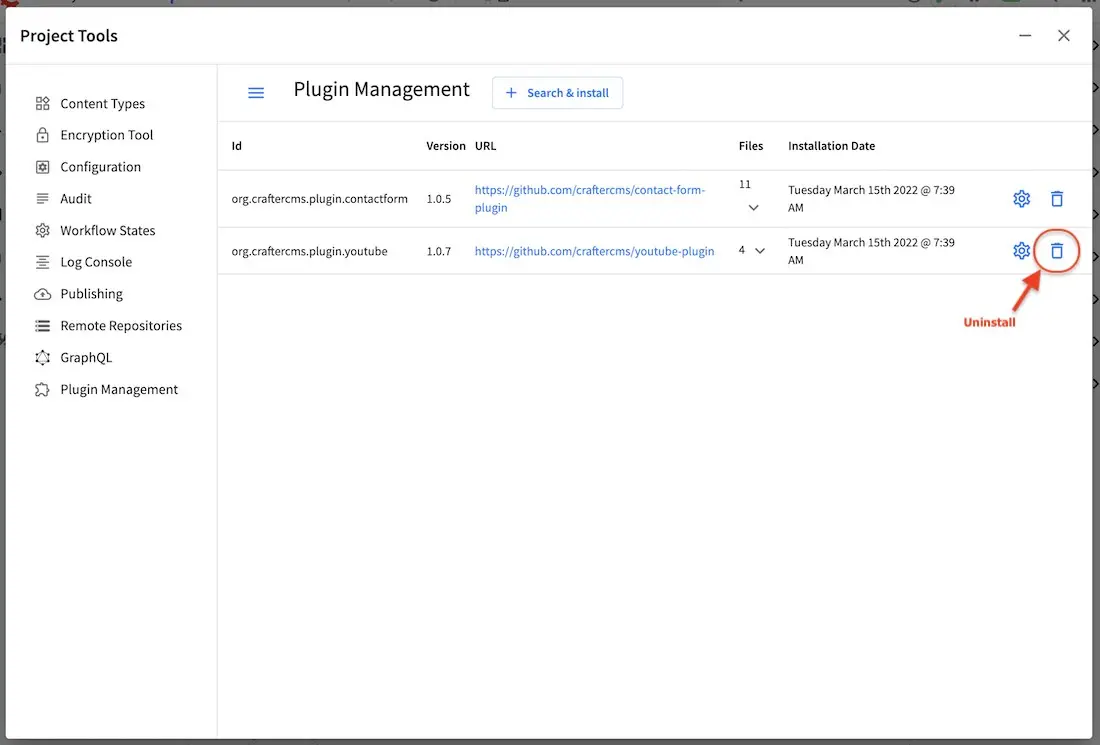 Project Tools
Content Types
Encryption Tool
Configuration
Audit
Workflow States
Log Console
Publishing
Remote Repositories
GraphQL
Plugin Management
Plugin Management
Search & install
Id Version URL Files Installation Date
org.craftercms.plugin.contactform 1.0.5 https://github.com/craftercms/contact-form-
plugin
11
Tuesday March 15th 2022 @ 7:39
AM
org.craftercms.plugin.youtube 1.0.7 https://github.com/craftercms/youtube-plugin 4 Tuesday March 15th 2022 @ 7:39
AM
Uninstall